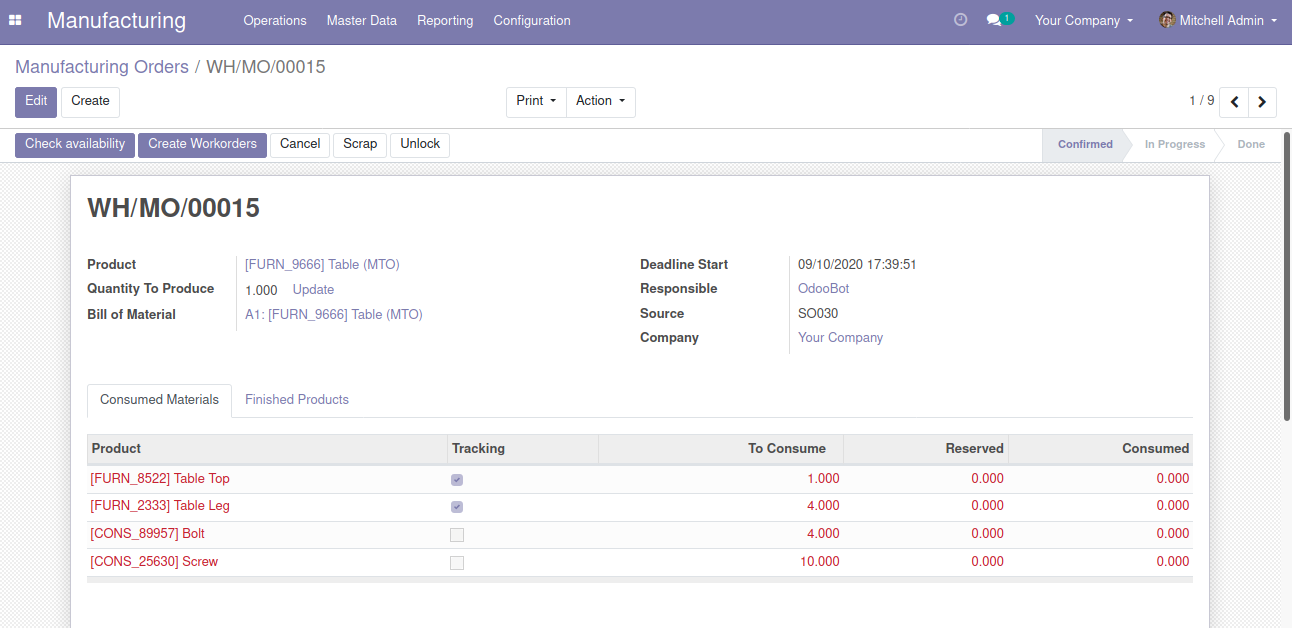 Manufacturing Operations Master Data Reporting Configuration 1 Your Company Mitchell Admin
Manufacturing Orders / WH/MO/00015
Edit Create Print Action 1 / 9
Check availability Create Workorders Cancel Scrap Unlock Confirmed In Progress Done
WH/MO/00015
Product [FURN_9666] Table (MTO) Deadline Start 09/10/2020 17:39:51
Quantity To Produce 1.000 Update Responsible OdooBot
Bill of Material A1: [FURN_9666] Table (MTO) Source SO030
Company Your Company
Consumed Materials Finished Products
Product Tracking To Consume Reserved Consumed
[FURN_8522] Table Top 1.000 0.000 0.000
[FURN_2333] Table Leg 4.000 0.000 0.000
[CONS_89957] Bolt 4.000 0.000 0.000
[CONS_25630] Screw 10.000 0.000 0.000